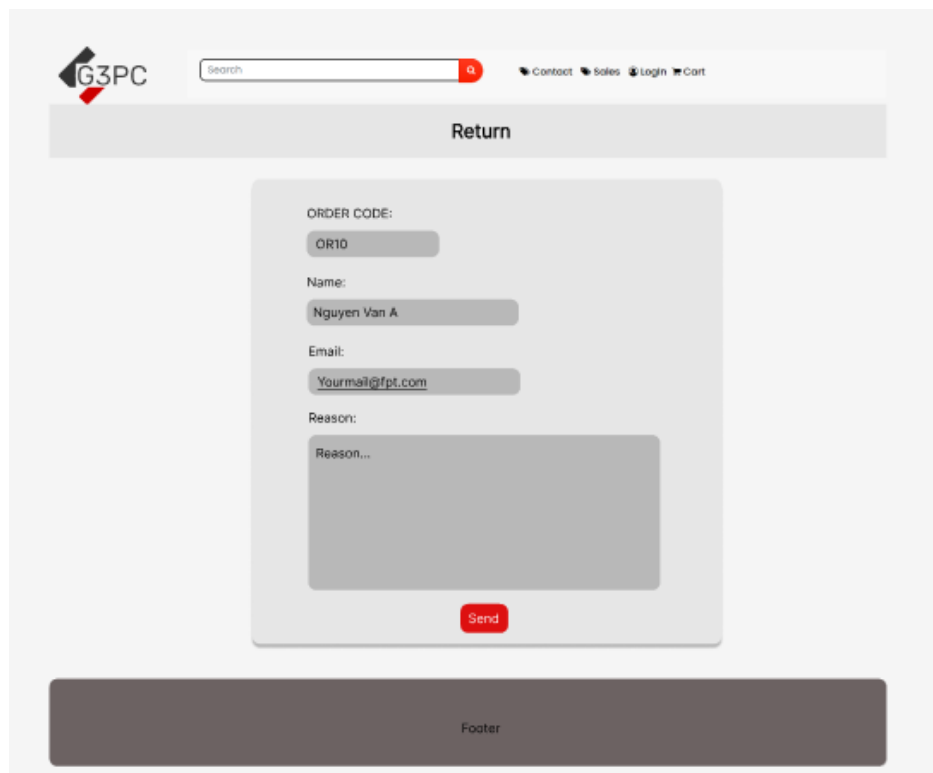 G3PC
Search
Contact Sales Login Cart
Return
ORDER CODE:
OR10
Name:
Nguyen Van A
Email:
Yourmail@fpt.com
Reason:
Reason...
Send
Footer